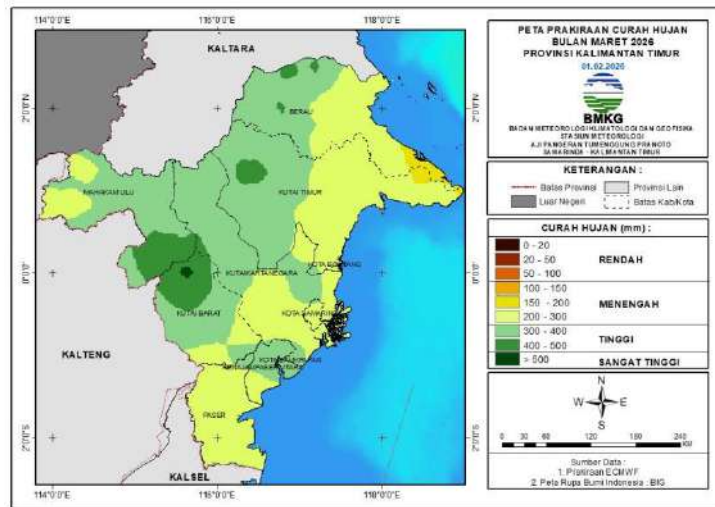 114°0'0"E
116°0'0"E
118°0'0"E
KALTARA
2°0'0"N
BERAU
MAHAKAM ULU
KUTAI TIMUR
0°0'0"
KOTA BONTANG
KUTAI KARTANEGARA
KUTAI BARAT
KOTA SAMARINDA
KALTENG
KOTA BALIKPAPAN
PASER
2°0'0"S
KALSEL
114°0'0"E
116°0'0"E
118°0'0"E
PETA PRAKIRAAN CURAH HUJAN
BULAN MARET 2026
PROVINSI KALIMANTAN TIMUR
01.02.2026
BMKG
BADAN METEOROLOGI KLIMATOLOGI DAN GEOFISIKA
STASIUN METEOROLOGI
AJI PANGERAN TUMENGGUNG PRANOTO
SAMARINDA - KALIMANTAN TIMUR
KETERANGAN :
Batas Provinsi
Provinsi Lain
Luar Negeri
Batas Kab/Kota
CURAH HUJAN (mm) :
0 - 20
20 - 50
RENDAH
50 - 100
100 - 150
150 - 200
MENENGAH
200 - 300
300 - 400
TINGGI
400 - 500
> 500
SANGAT TINGGI
N
W
E
S
0 30 60 120 180 240
KM
Sumber Data :
1. Prakiraan ECMWF
2. Peta Rupa Bumi Indonesia : BIG